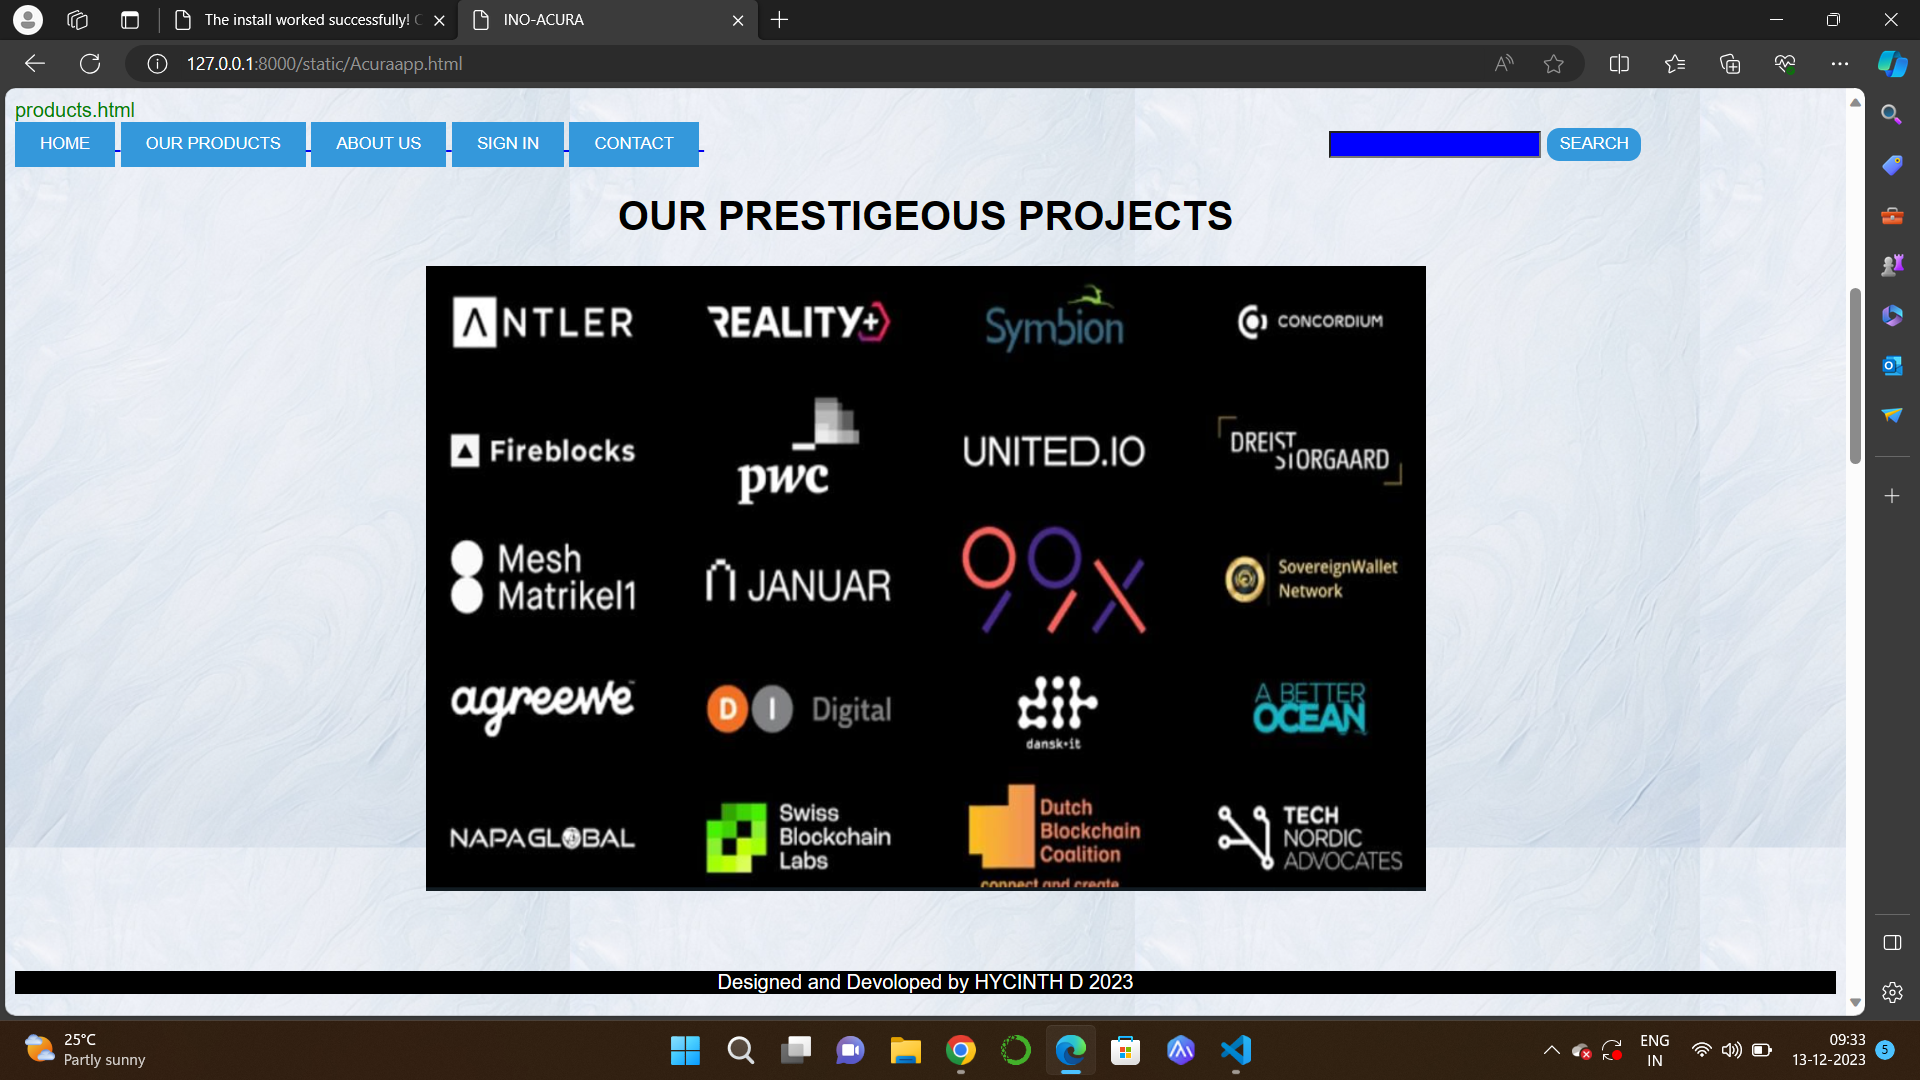 The install worked successfully! C
INO-ACURA
127.0.0.1:8000/static/Acuraapp.html
products.html
HOME OUR PRODUCTS ABOUT US SIGN IN CONTACT SEARCH
OUR PRESTIGEOUS PROJECTS
ANTLER REALITY+ Symbion CONCORDIUM
Fireblocks pwc UNITED.IO DREIST STORGAARD
Mesh Matrikel1 JANUAR 99X SovereignWallet Network
agreewe™ DI Digital dit dansk·it A BETTER OCEAN
NAPAGLOBAL Swiss Blockchain Labs Dutch Blockchain Coalition connect and create TECH NORDIC ADVOCATES
Designed and Devoloped by HYCINTH D 2023
25°C
Partly sunny
ENG
IN
09:33
13-12-2023
5